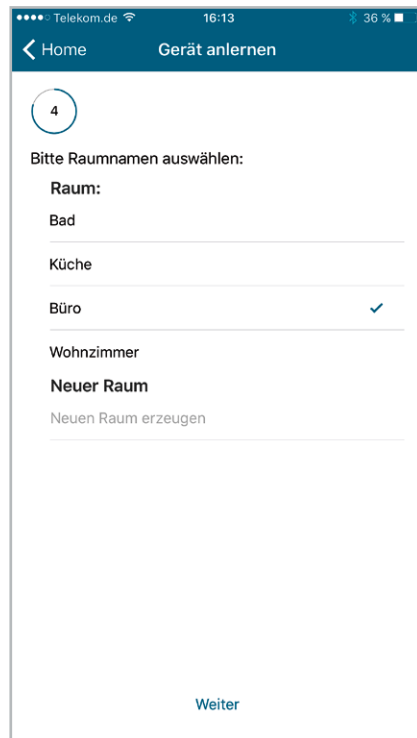 Telekom.de 16:13 36 %
Home Gerät anlernen
4
Bitte Raumnamen auswählen:
Raum:
Bad
Küche
Büro
Wohnzimmer
Neuer Raum
Neuen Raum erzeugen
Weiter